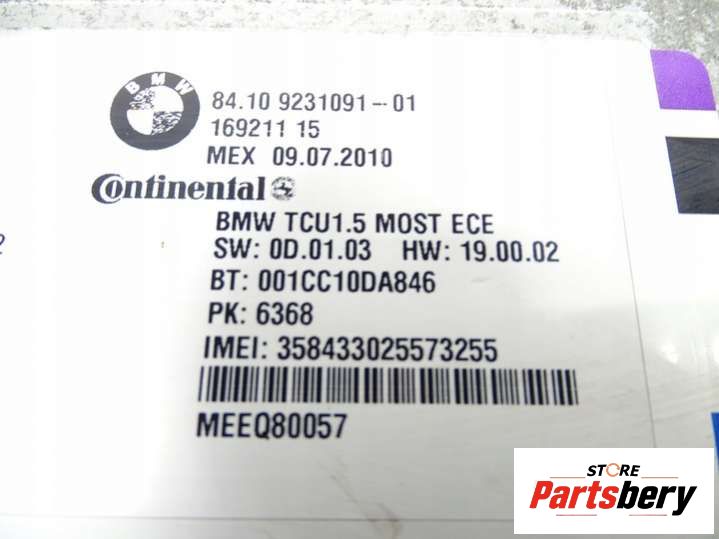 BMW
84.10 9231091-01
169211 15
MEX 09.07.2010
Continental
BMW TCU1.5 MOST ECE
SW: 0D.01.03 HW: 19.00.02
BT: 001CC10DA846
PK: 6368
IMEI: 358433025573255
MEEQ80057
2
STORE
Partsbery